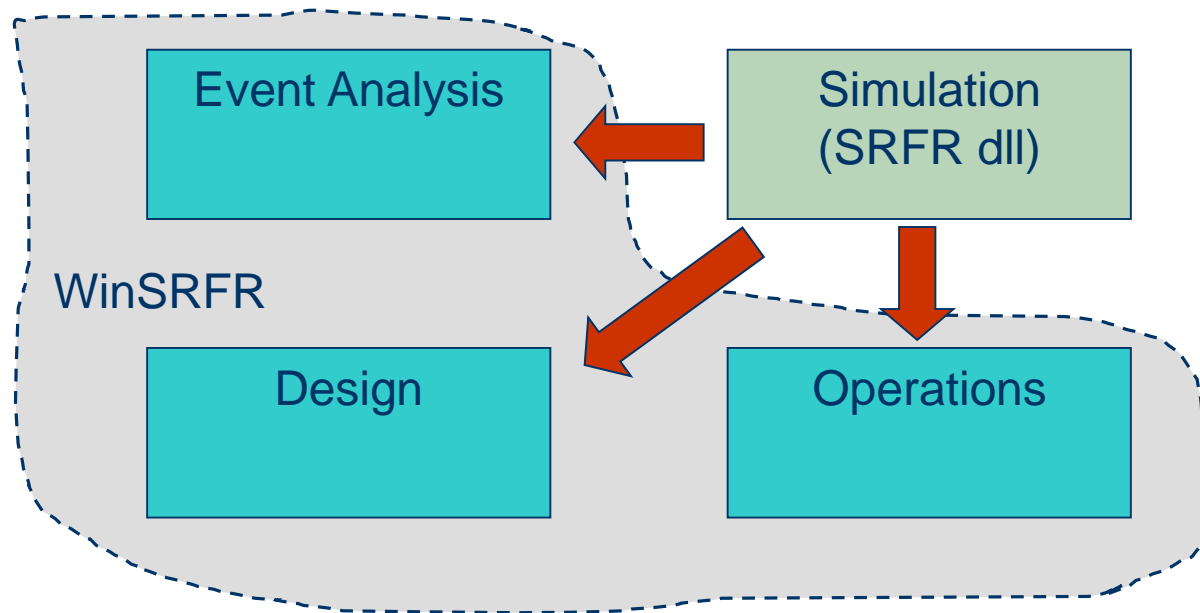 Event Analysis
Simulation
(SRFR dll)
WinSRFR
Design
Operations